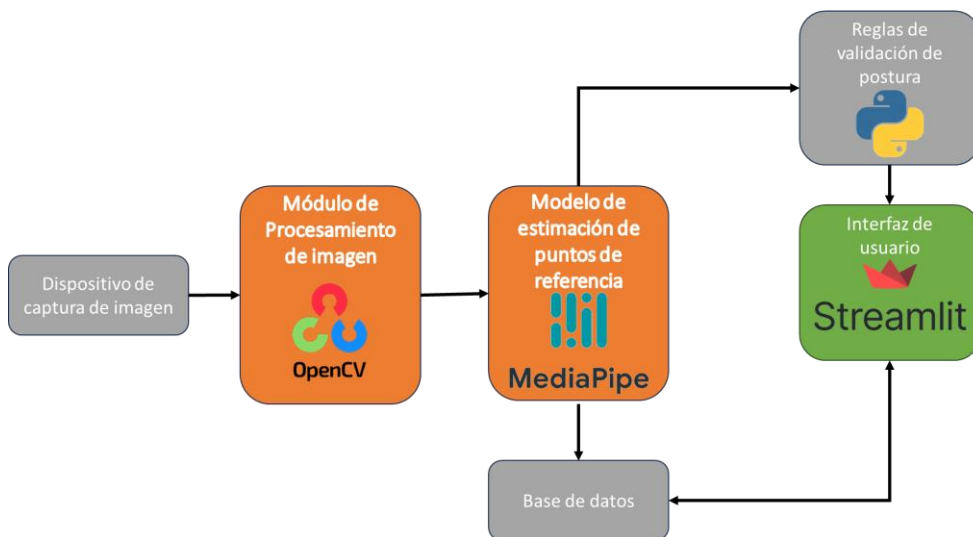 Dispositivo de
captura de imagen
Módulo de
Procesamiento
de imagen
OpenCV
Modelo de
estimación de
puntos de
referencia
MediaPipe
Reglas de
validación de
postura
Interfaz de
usuario
Streamlit
Base de datos